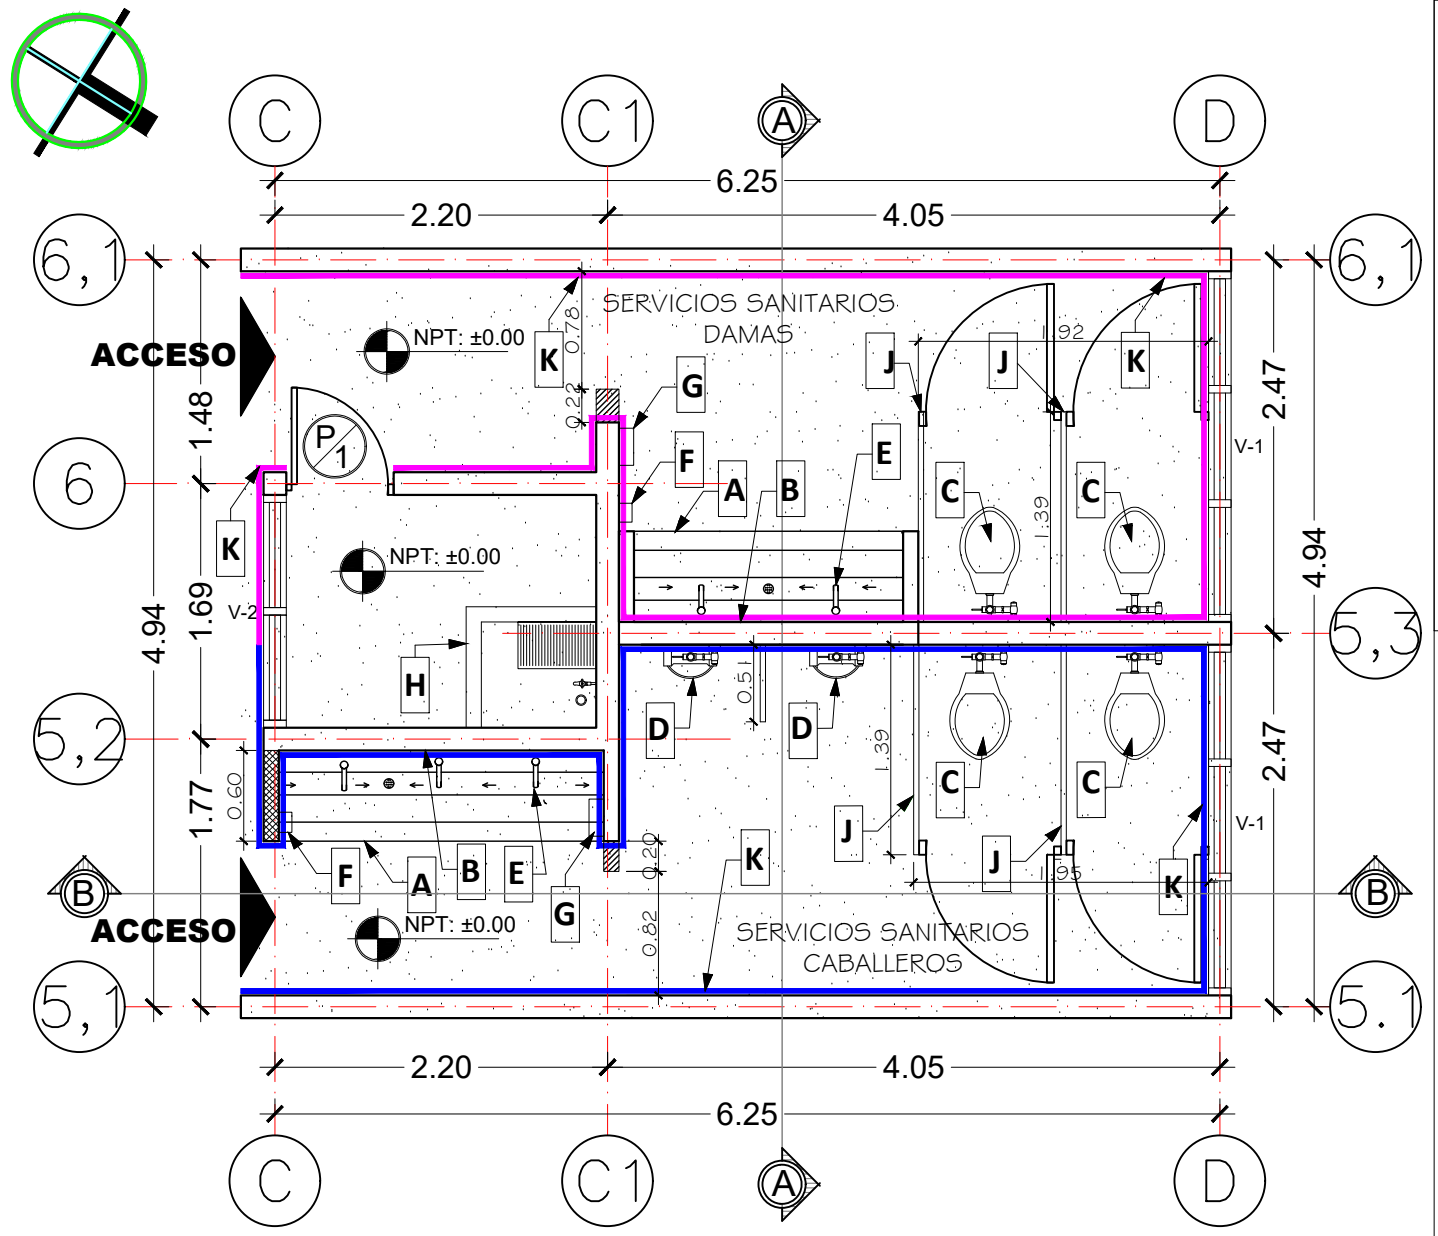 C
C1
A
D
6.25
2.20
4.05
6,1
6,1
SERVICIOS SANITARIOS
DAMAS
0.78
NPT: ±0.00
ACCESO
K
J
1.92
J
K
G
0.22
1.48
2.47
P
1
V-1
F
E
6
A
B
C
C
K
1.39
NPT: ±0.00
4.94
V-2
1.69
4.94
5,3
H
0.51
D
D
5,2
1.39
C
C
2.47
0.60
1.77
J
V-1
0.20
F
A
B
E
K
J
1.95
K
B
B
G
NPT: ±0.00
ACCESO
0.82
SERVICIOS SANITARIOS
CABALLEROS
5,1
5.1
2.20
4.05
6.25
C
C1
A
D